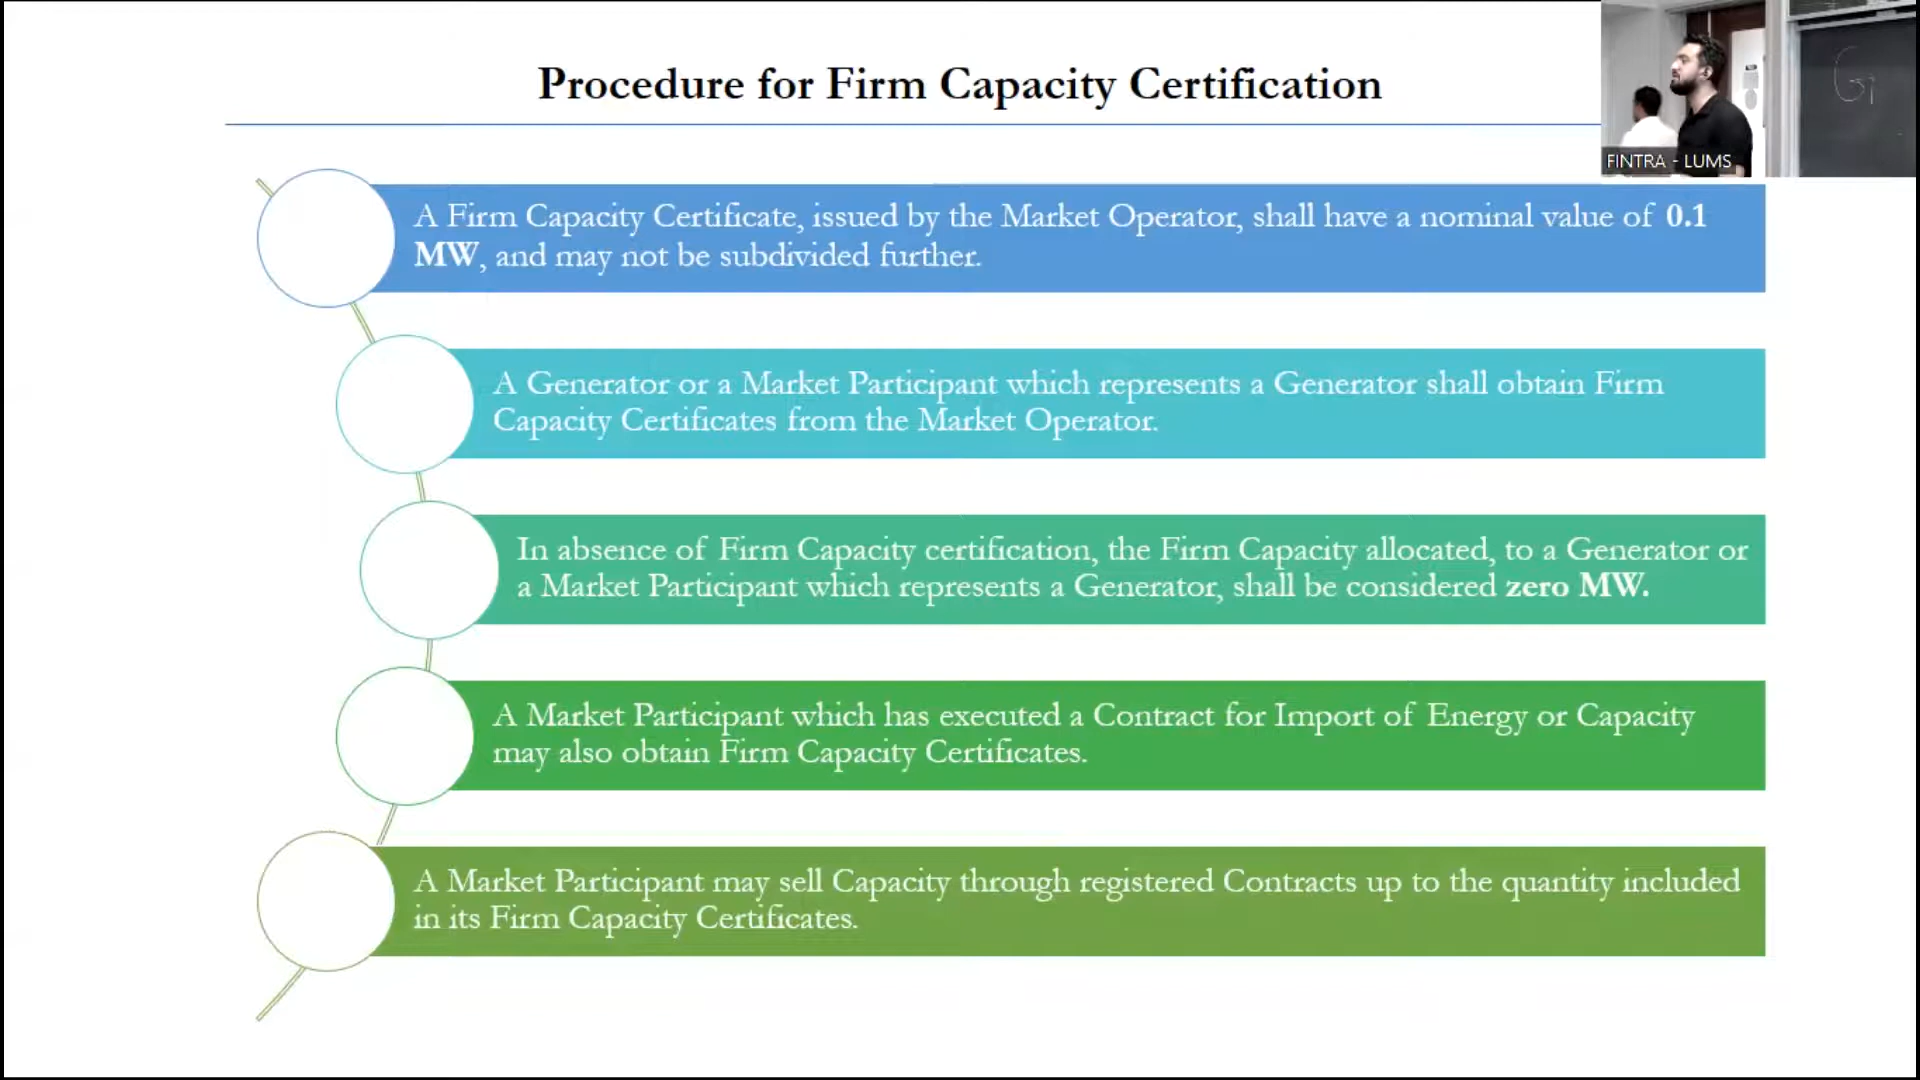 Procedure for Firm Capacity Certification
FINTRA - LUMS
A Firm Capacity Certificate, issued by the Market Operator, shall have a nominal value of 0.1
MW, and may not be subdivided further.
A Generator or a Market Participant which represents a Generator shall obtain Firm
Capacity Certificates from the Market Operator.
In absence of Firm Capacity certification, the Firm Capacity allocated, to a Generator or
a Market Participant which represents a Generator, shall be considered zero MW.
A Market Participant which has executed a Contract for Import of Energy or Capacity
may also obtain Firm Capacity Certificates.
A Market Participant may sell Capacity through registered Contracts up to the quantity included
in its Firm Capacity Certificates.